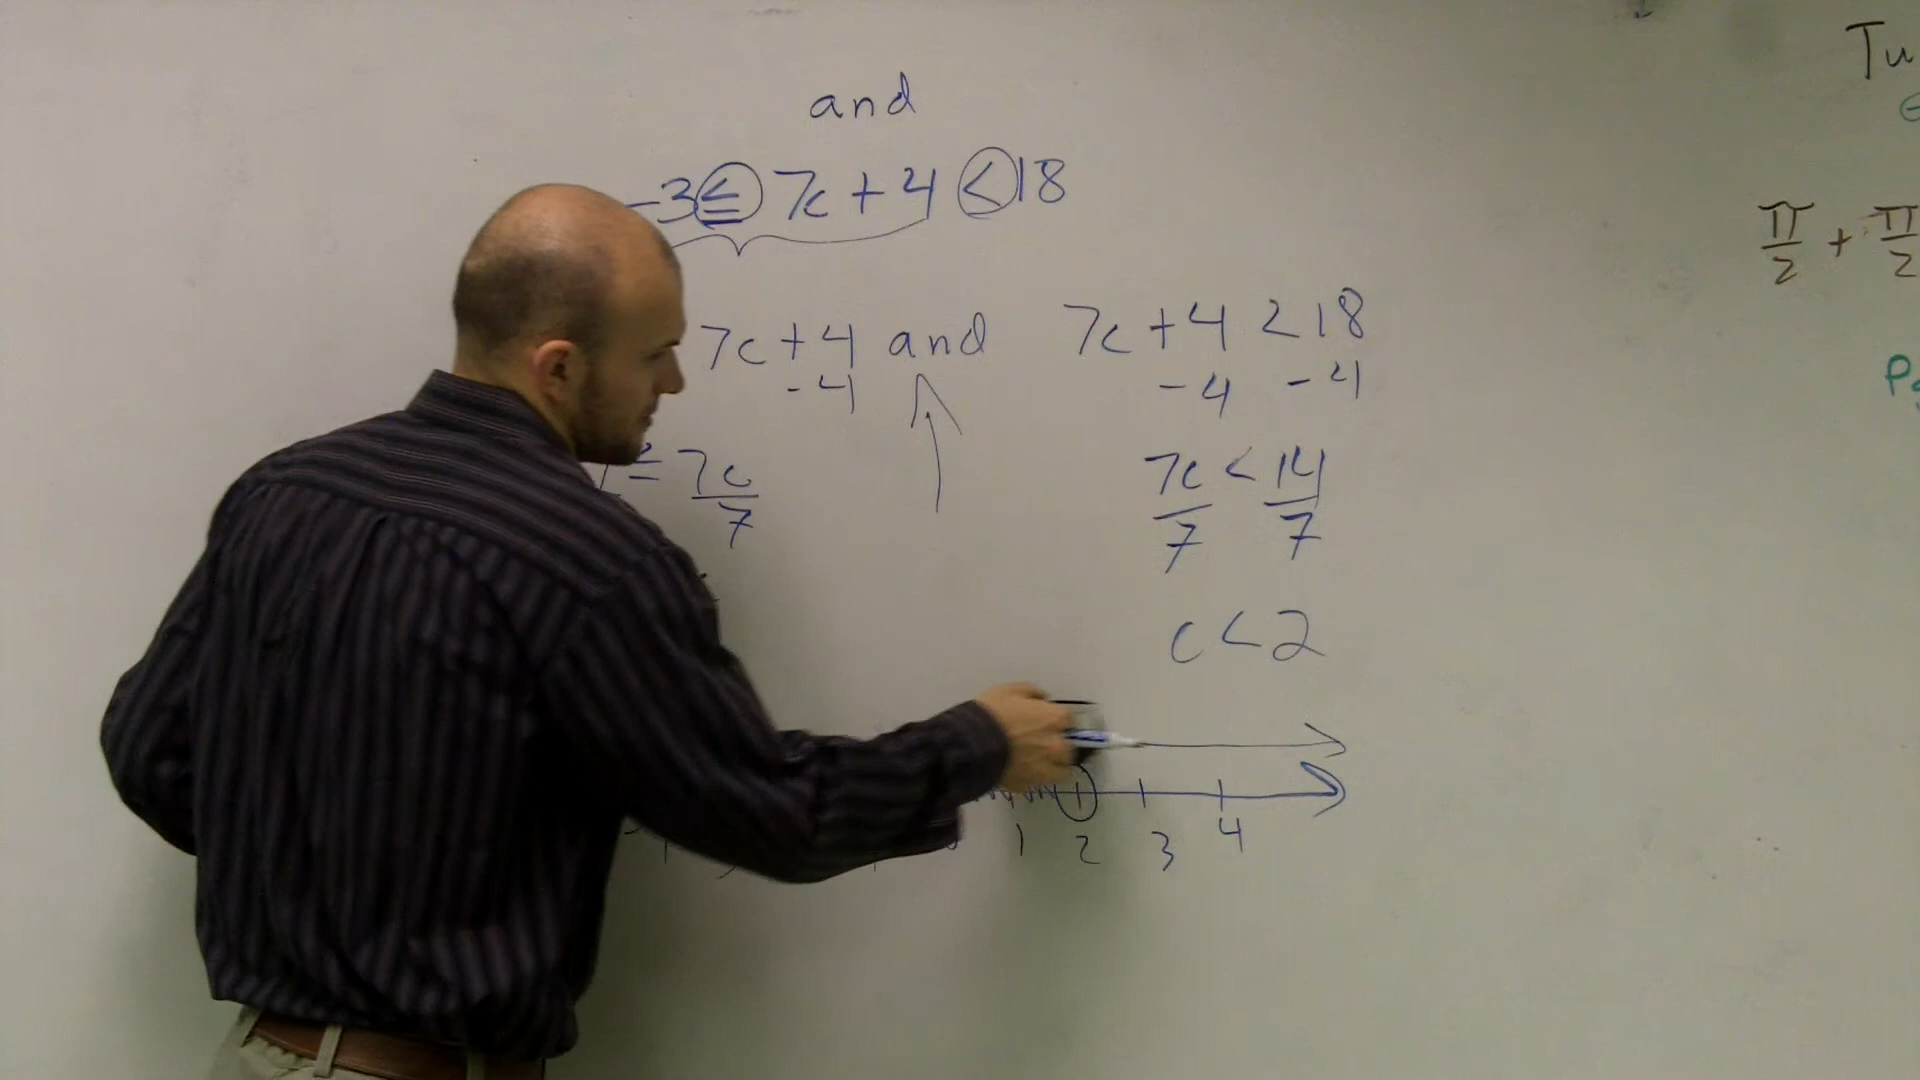 and
-3 ≤ 7c + 4 < 18
7c + 4 and 7c + 4 < 18
-4 -4 -4
≤ 7c 7c < 14
7 7 7
c < 2
1 2 3 4
Tu
π/2 + π/2